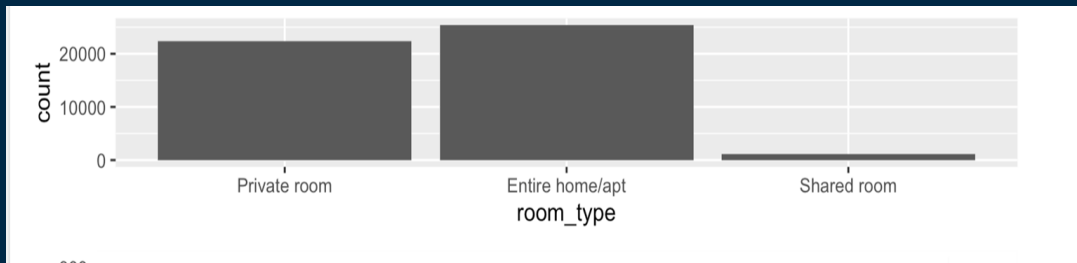 count
20000
10000
0
Private room Entire home/apt Shared room
room_type